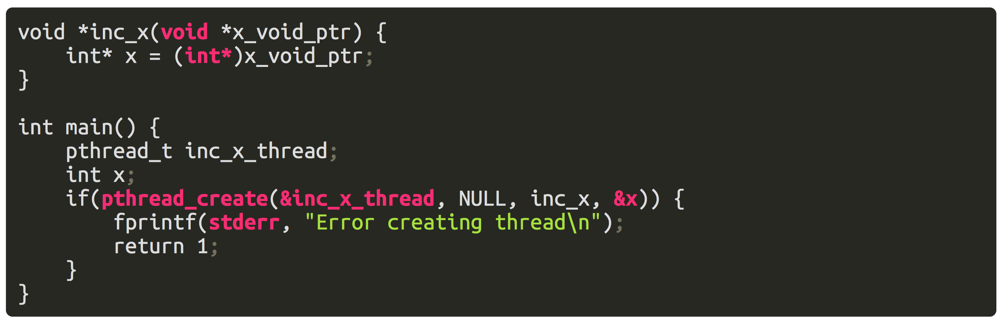 void *inc_x(void *x_void_ptr) {
    int* x = (int*)x_void_ptr;
}
int main() {
    pthread_t inc_x_thread;
    int x;
    if(pthread_create(&inc_x_thread, NULL, inc_x, &x)) {
        fprintf(stderr, "Error creating thread\n");
        return 1;
    }
}